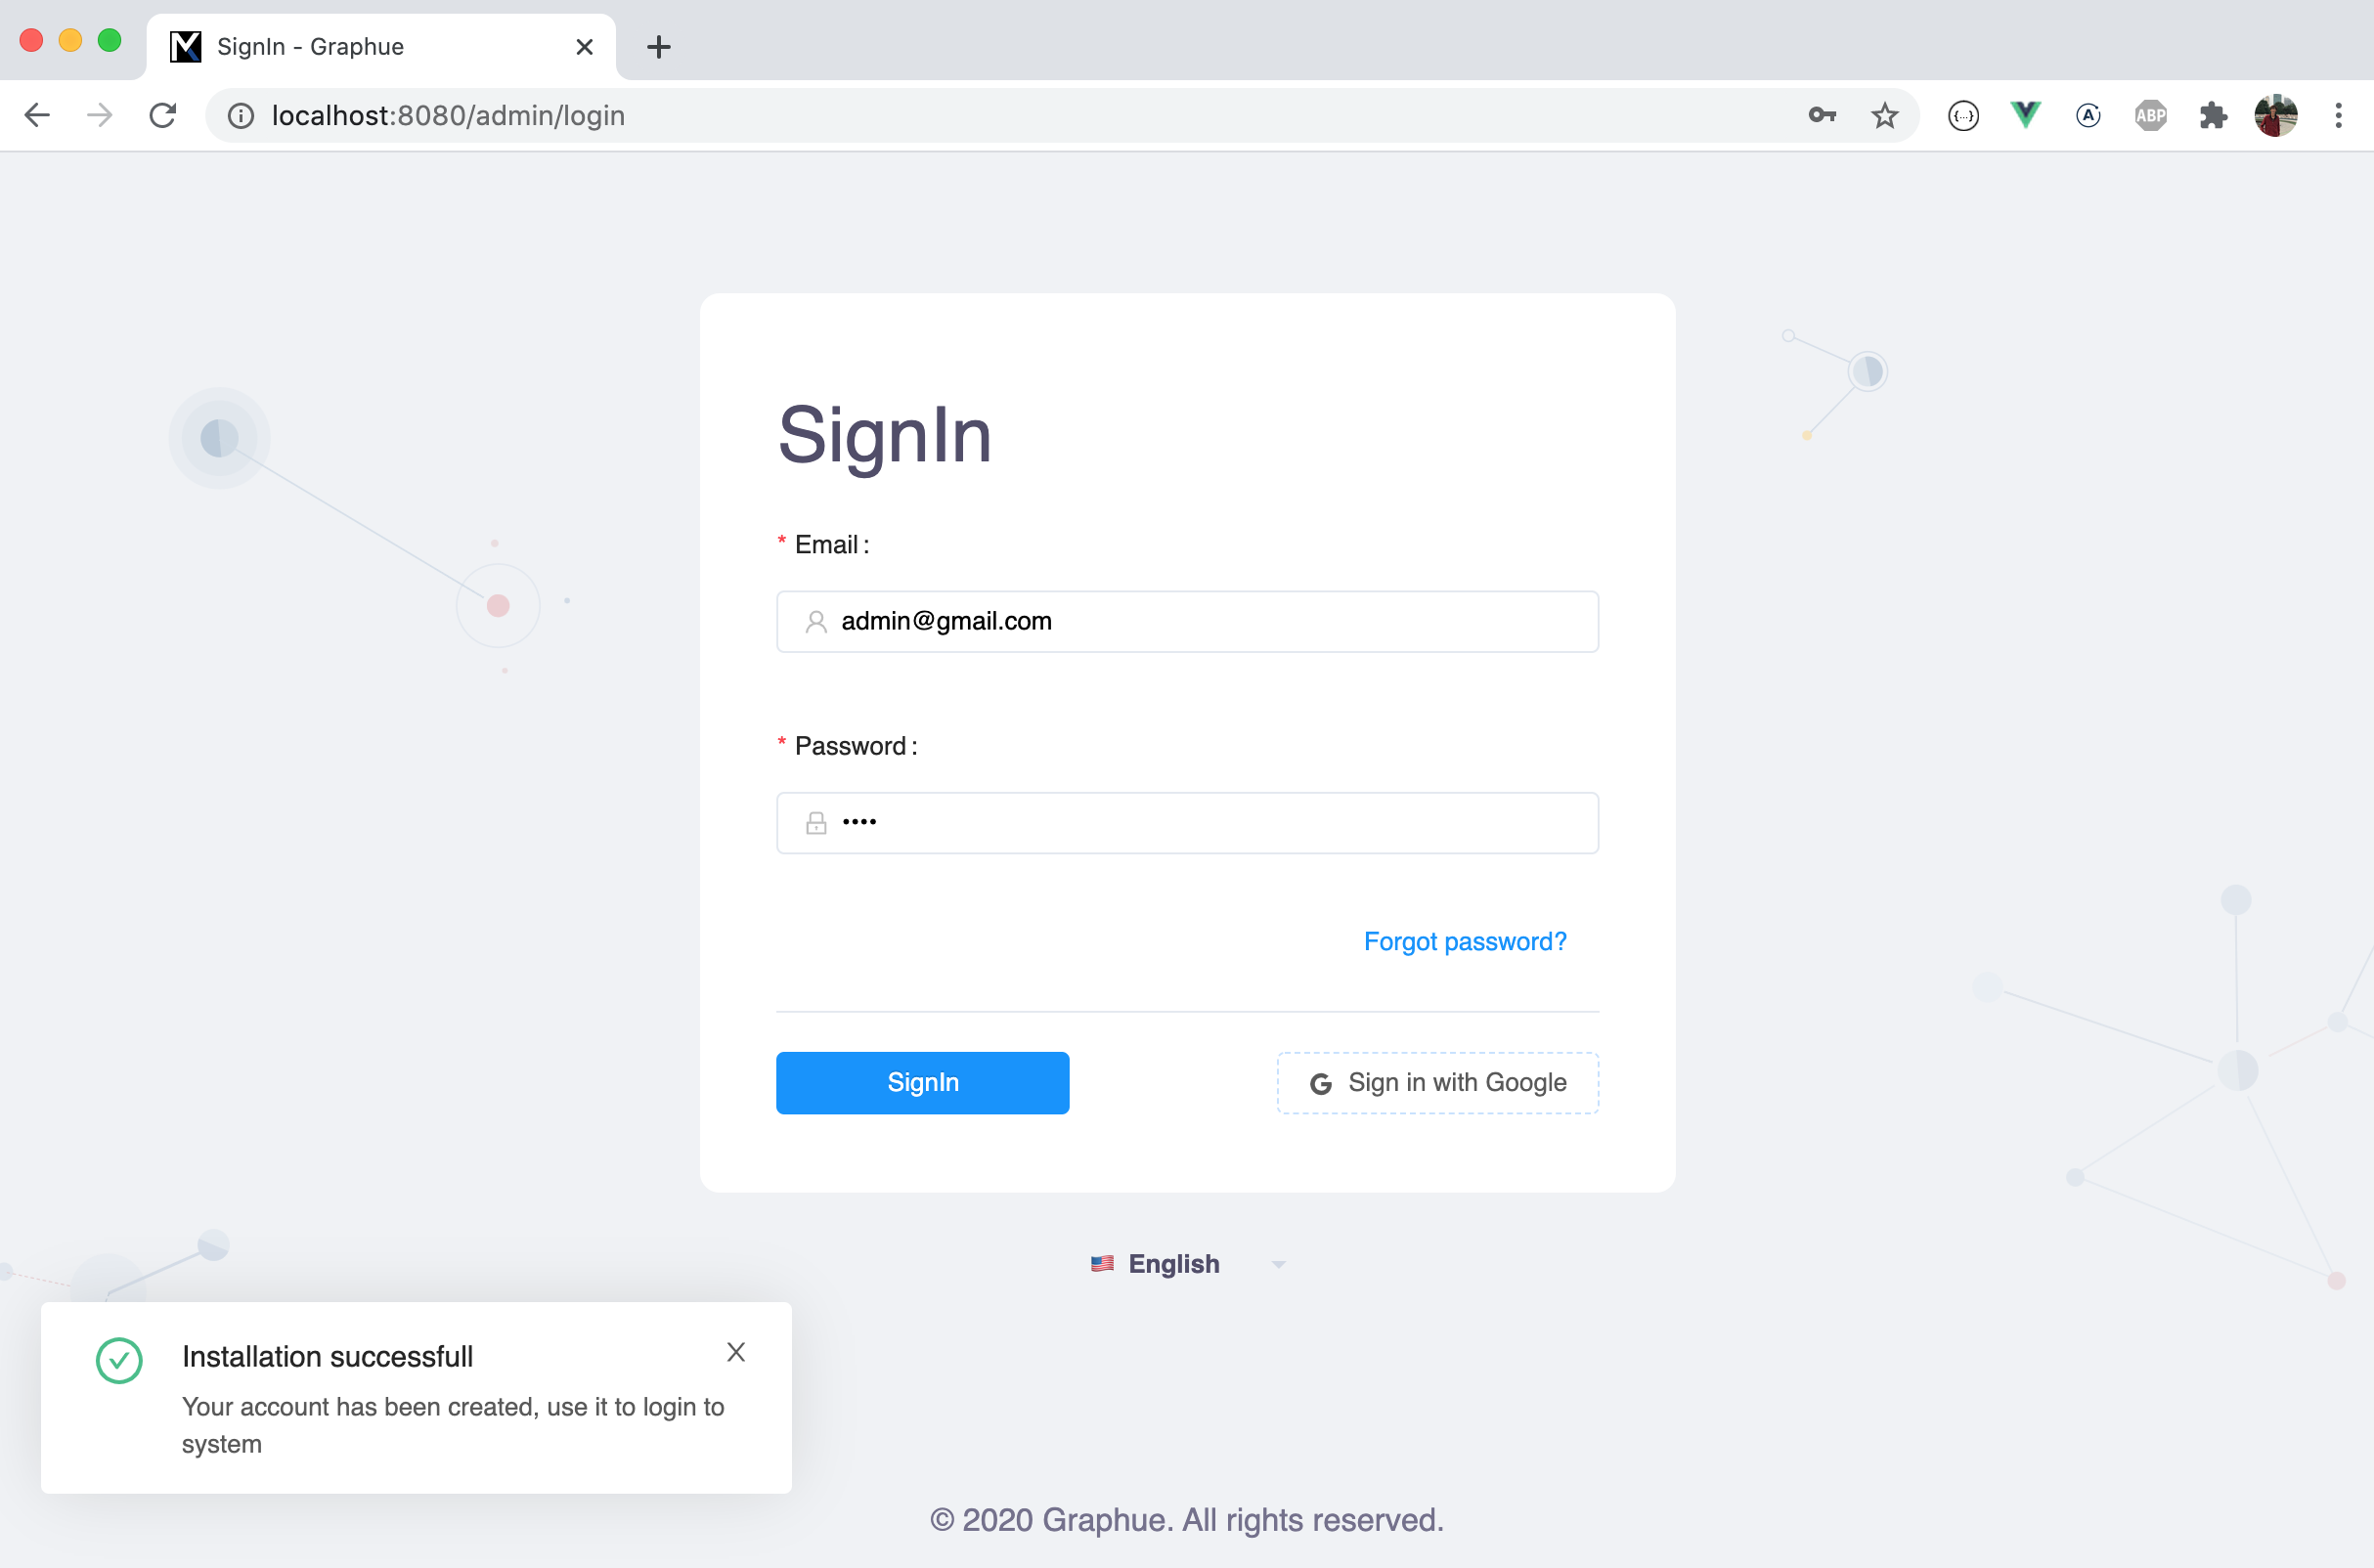 SignIn - Graphue
localhost:8080/admin/login
{...}
A
ABP
SignIn
* Email :
admin@gmail.com
* Password :
••••
Forgot password?
SignIn
G Sign in with Google
English
Installation successfull
Your account has been created, use it to login to
system
© 2020 Graphue. All rights reserved.